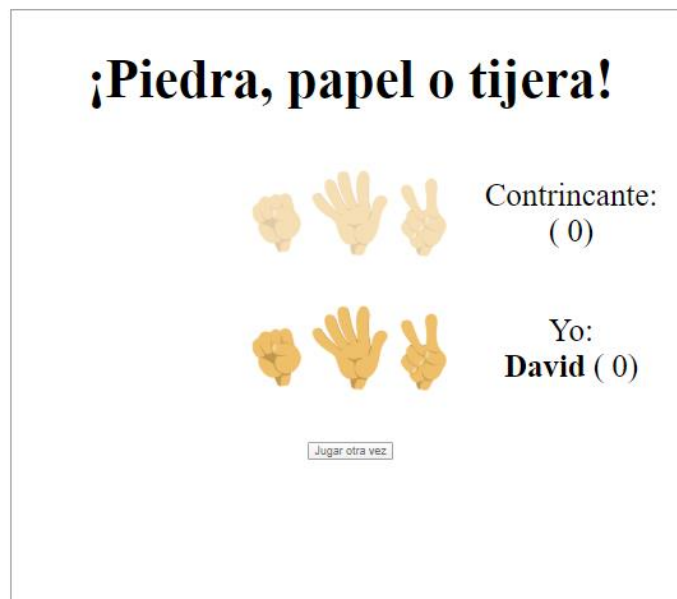 ¡Piedra, papel o tijera!
Contrincante:
( 0)
Yo:
David ( 0)
Jugar otra vez